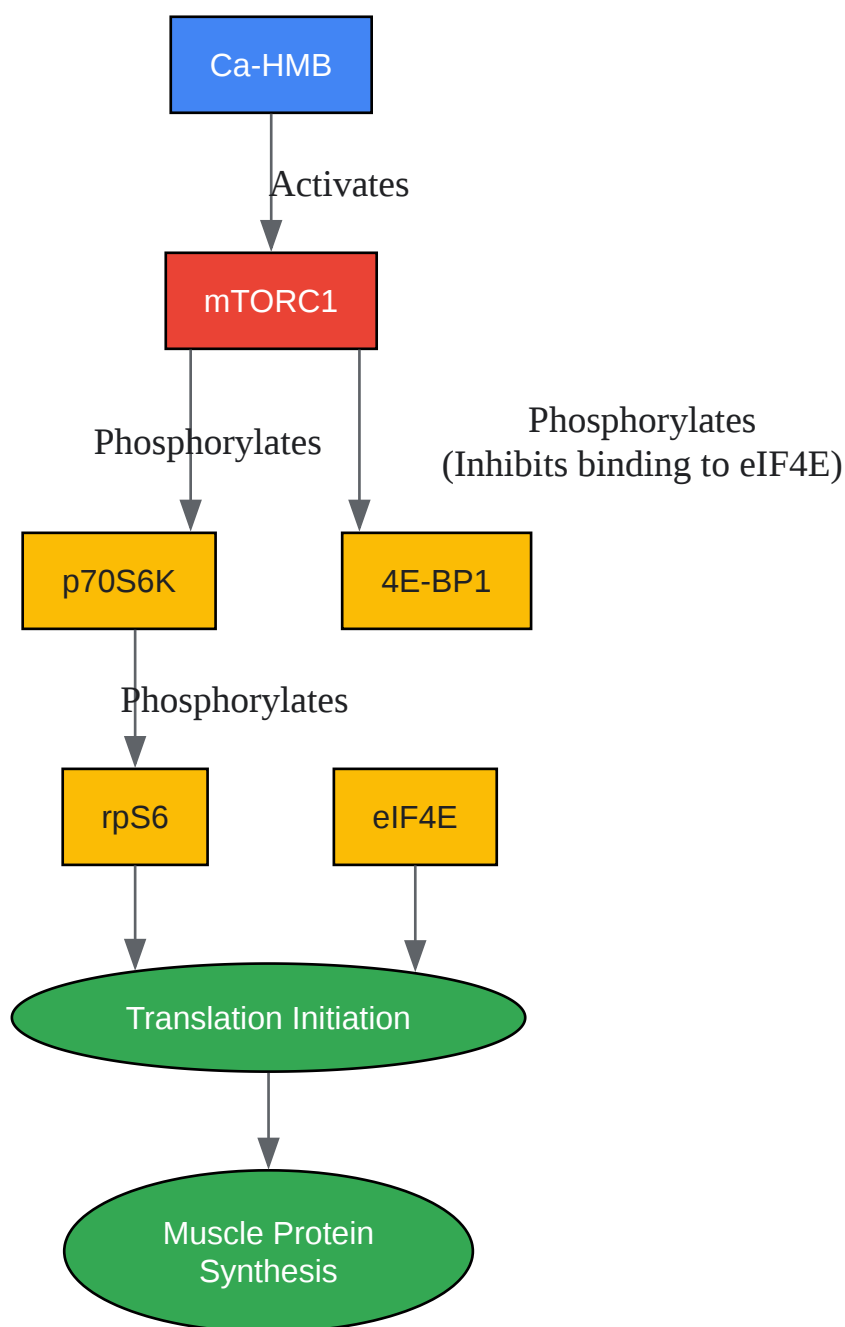 Ca-HMB
Activates
mTORC1
Phosphorylates
Phosphorylates
(Inhibits binding to eIF4E)
p70S6K
4E-BP1
Phosphorylates
rpS6
eIF4E
Translation Initiation
Muscle Protein
Synthesis